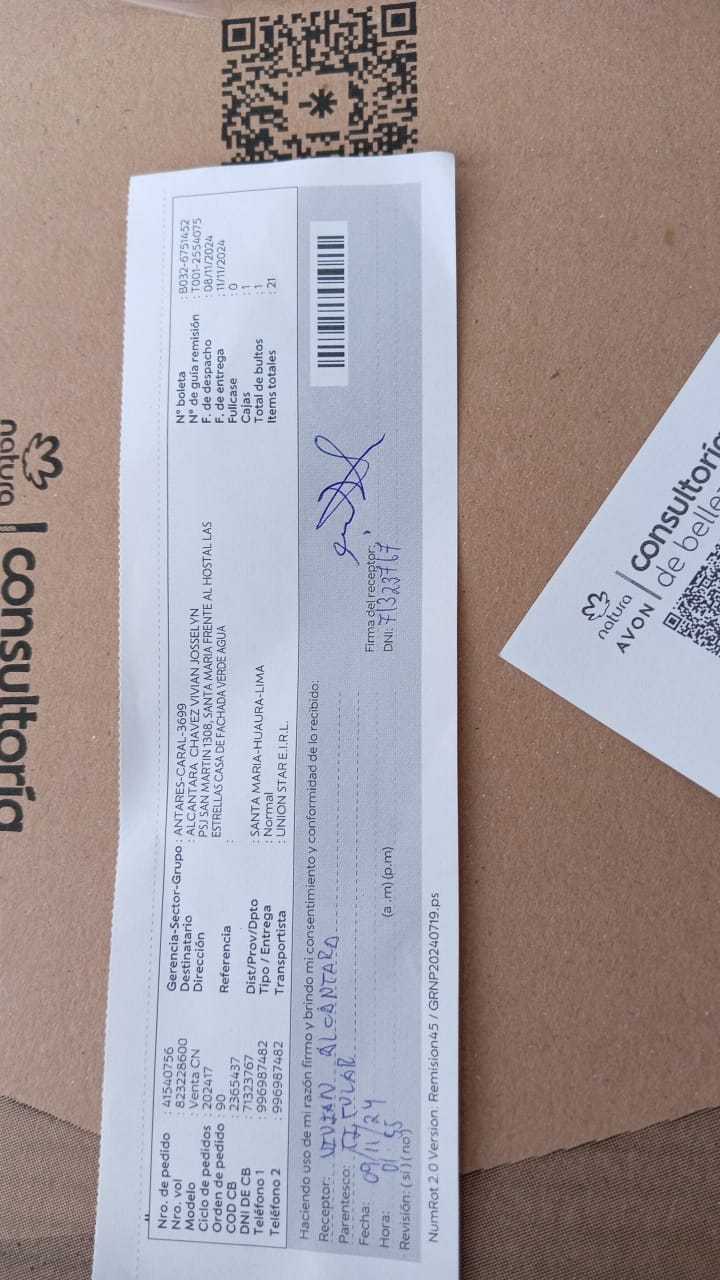 natura
consultoría
Nro. de pedido : 41540756
Nro. vol : 823228600
Modelo : Venta CN
Ciclo de pedidos : 202417
Orden de pedido : 90
COD CB : 2365437
DNI DE CB : 71323767
Teléfono 1 : 996987482
Teléfono 2 : 996987482
Gerencia-Sector-Grupo : ANTARES-CARAL-3699
Destinatario : ALCANTARA CHAVEZ VIVIAN JOSSELYN
Dirección : PSJ SAN MARTIN 1308, SANTA MARIA FRENTE AL HOSTAL LAS
ESTRELLAS CASA DE FACHADA VERDE AGUA
Referencia :
Dist/Prov/Dpto : SANTA MARIA-HUAURA-LIMA
Tipo / Entrega : Normal
Transportista : UNION STAR E.I.R.L.
N° boleta : B032-6751452
N° de guía remisión : T001-2554075
F. de despacho : 08/11/2024
F. de entrega : 11/11/2024
Fullcase : 0
Cajas : 1
Total de bultos : 1
Items totales : 21
Haciendo uso de mi razón firmo y brindo mi consentimiento y conformidad de lo recibido:
Receptor: VIVIAN ALCÁNTARA
Parentesco: TITULAR
Fecha: 09/11/24
Hora: 01:55 (a .m) (p.m)
Revisión: (si) (no)
Firma del receptor:
DNI: 71323767
NumRot 2.0 Version: Remision45 / GRNP20240719.ps
natura
AVON
consultoría
de belleza